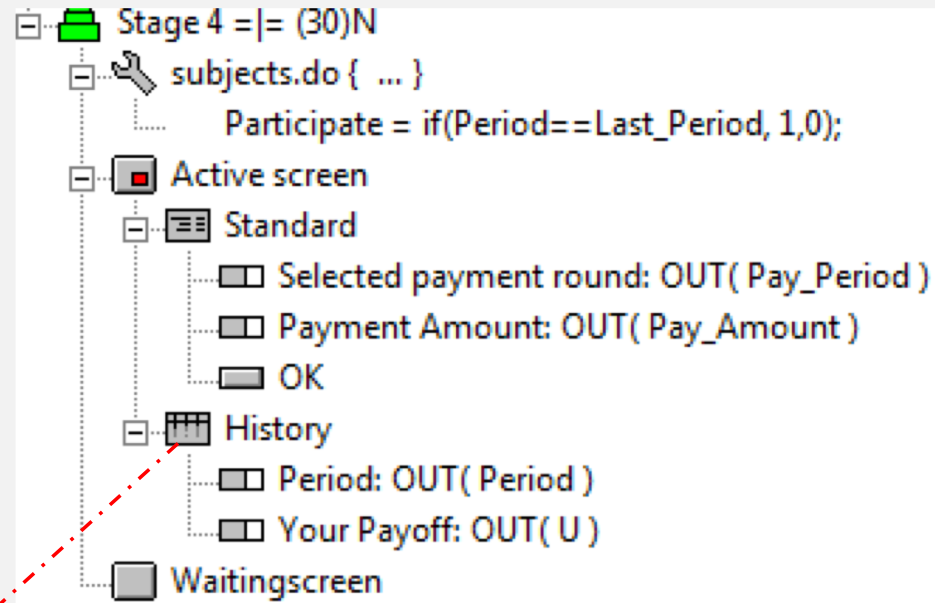 Stage 4 =|= (30)N
subjects.do { ... }
Participate = if(Period==Last_Period, 1,0);
Active screen
Standard
Selected payment round: OUT( Pay_Period )
Payment Amount: OUT( Pay_Amount )
OK
History
Period: OUT( Period )
Your Payoff: OUT( U )
Waitingscreen